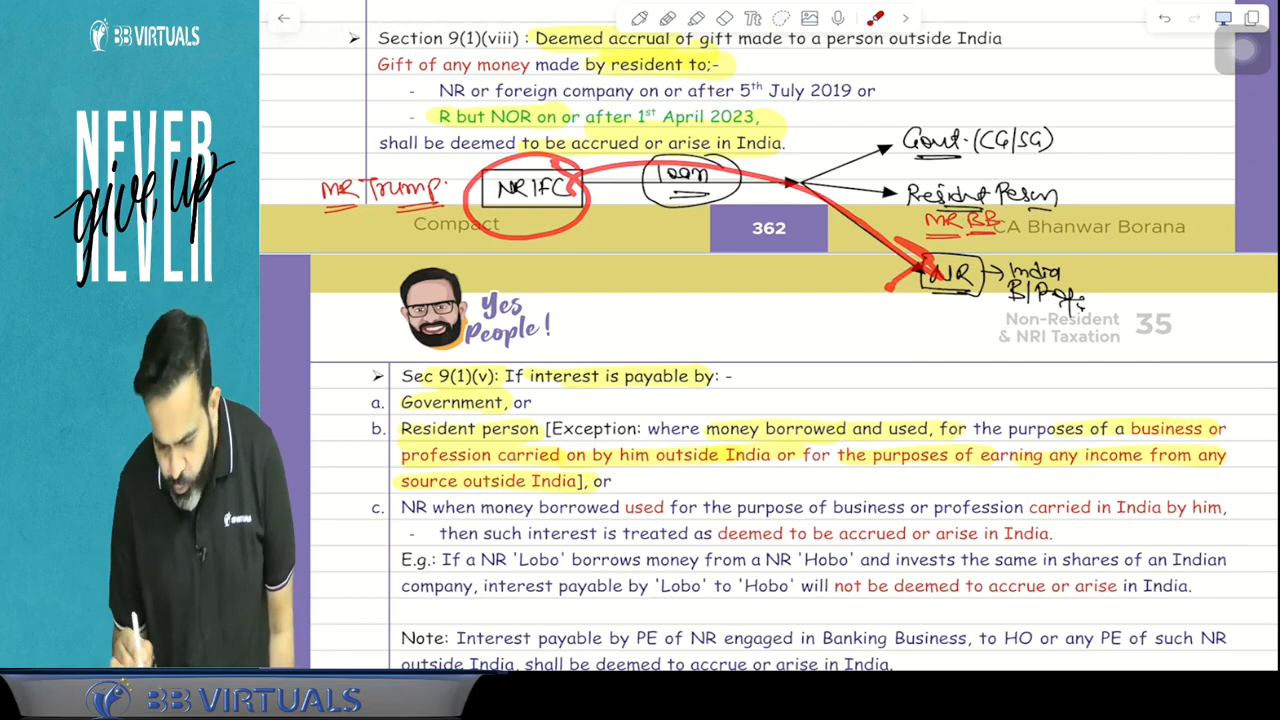 BB VIRTUALS
NEVER
give up
NEVER
➤ Section 9(1)(viii) : Deemed accrual of gift made to a person outside India
Gift of any money made by resident to;-
- NR or foreign company on or after 5th July 2019 or
- R but NOR on or after 1st April 2023,
shall be deemed to be accrued or arise in India.
Govt. (CG/SG)
MR Trump.
NR/FC
loan
Resident Person
MR BB
Compact
362
CA Bhanwar Borana
NR
India
B/Prof
Yes
People!
Non-Resident
& NRI Taxation
35
➤ Sec 9(1)(v): If interest is payable by: -
a. Government, or
b. Resident person [Exception: where money borrowed and used, for the purposes of a business or
profession carried on by him outside India or for the purposes of earning any income from any
source outside India], or
c. NR when money borrowed used for the purpose of business or profession carried in India by him,
- then such interest is treated as deemed to be accrued or arise in India.
E.g.: If a NR 'Lobo' borrows money from a NR 'Hobo' and invests the same in shares of an Indian
company, interest payable by 'Lobo' to 'Hobo' will not be deemed to accrue or arise in India.
Note: Interest payable by PE of NR engaged in Banking Business, to HO or any PE of such NR
outside India, shall be deemed to accrue or arise in India.
BB VIRTUALS